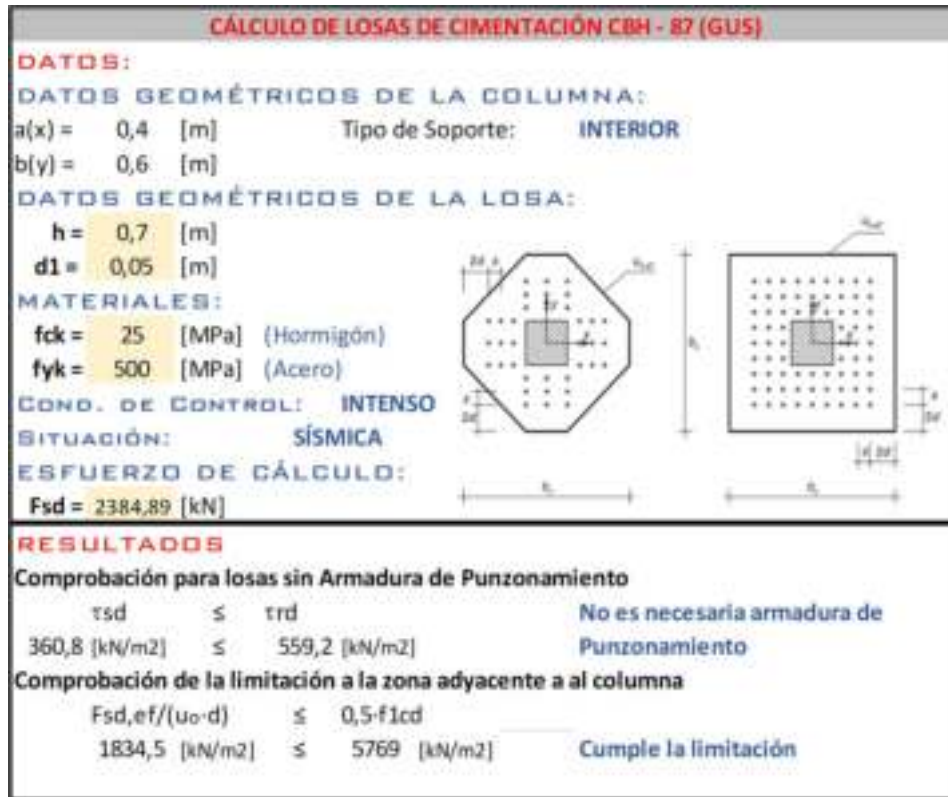 CÁLCULO DE LOSAS DE CIMENTACIÓN CBH - 87 (GUS)
DATOS:
DATOS GEOMÉTRICOS DE LA COLUMNA:
a(x) = 0,4 [m] Tipo de Soporte: INTERIOR
b(y) = 0,6 [m]
DATOS GEOMÉTRICOS DE LA LOSA:
h = 0,7 [m]
d1 = 0,05 [m]
MATERIALES:
fck = 25 [MPa] (Hormigón)
fyk = 500 [MPa] (Acero)
COND. DE CONTROL: INTENSO
SITUACIÓN: SÍSMICA
ESFUERZO DE CÁLCULO:
Fsd = 2384,89 [kN]
RESULTADOS
Comprobación para losas sin Armadura de Punzonamiento
τsd ≤ τrd No es necesaria armadura de
360,8 [kN/m2] ≤ 559,2 [kN/m2] Punzonamiento
Comprobación de la limitación a la zona adyacente a al columna
Fsd,ef/(u₀·d) ≤ 0,5·f1cd
1834,5 [kN/m2] ≤ 5769 [kN/m2] Cumple la limitación